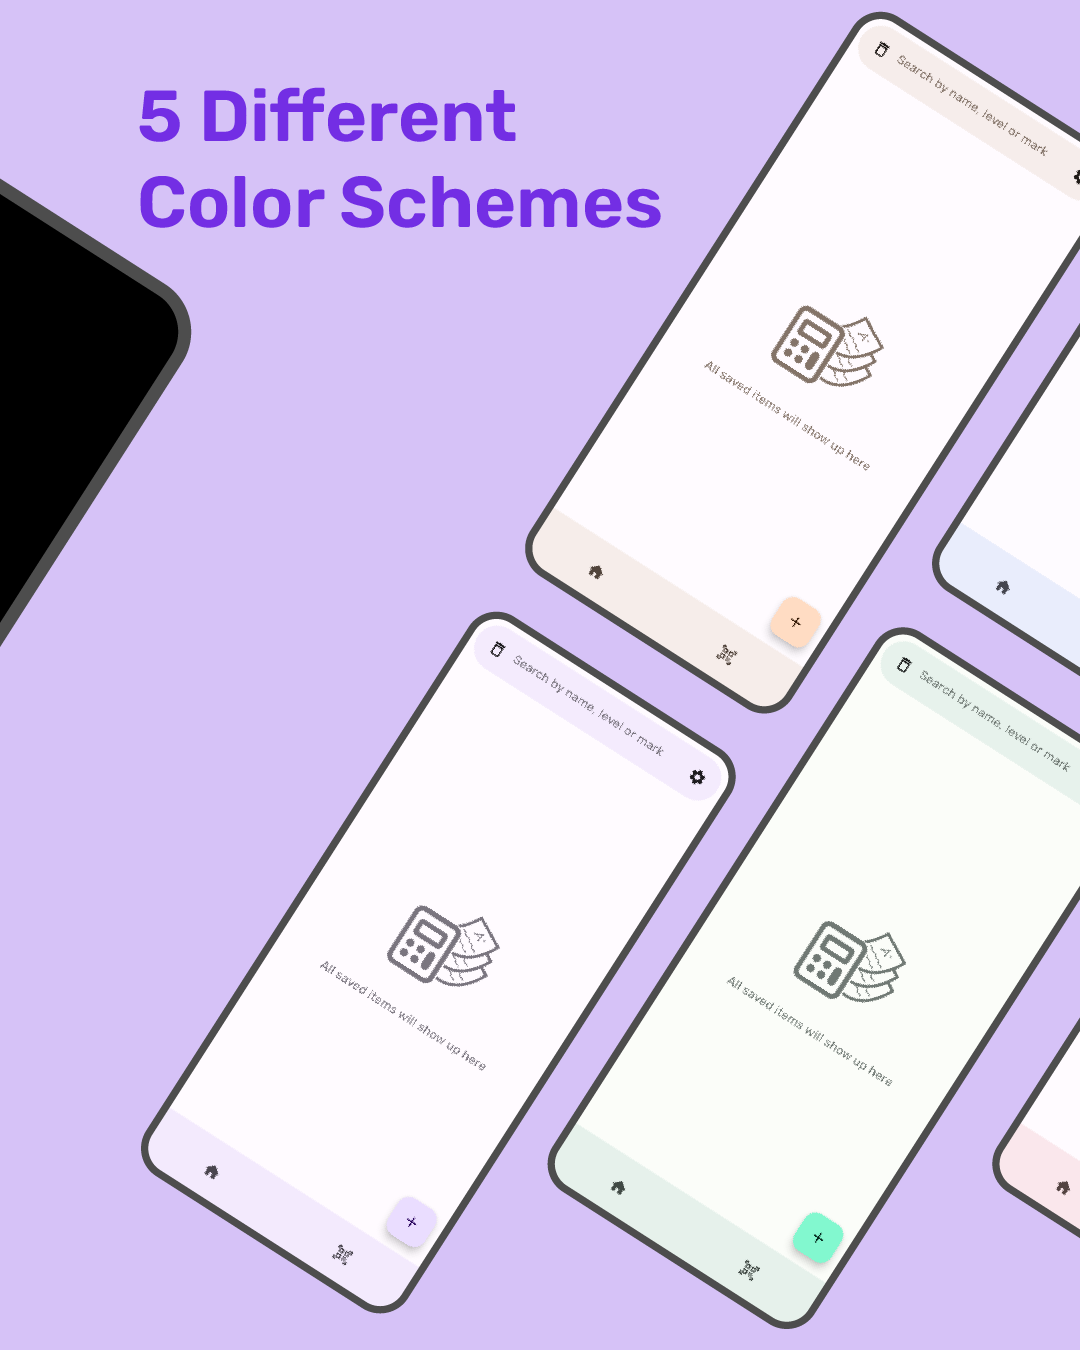 5 Different
Color Schemes
Search by name, level or mark
All saved items will show up here
Search by name, level or mark
All saved items will show up here
Search by name, level or mark
All saved items will show up here